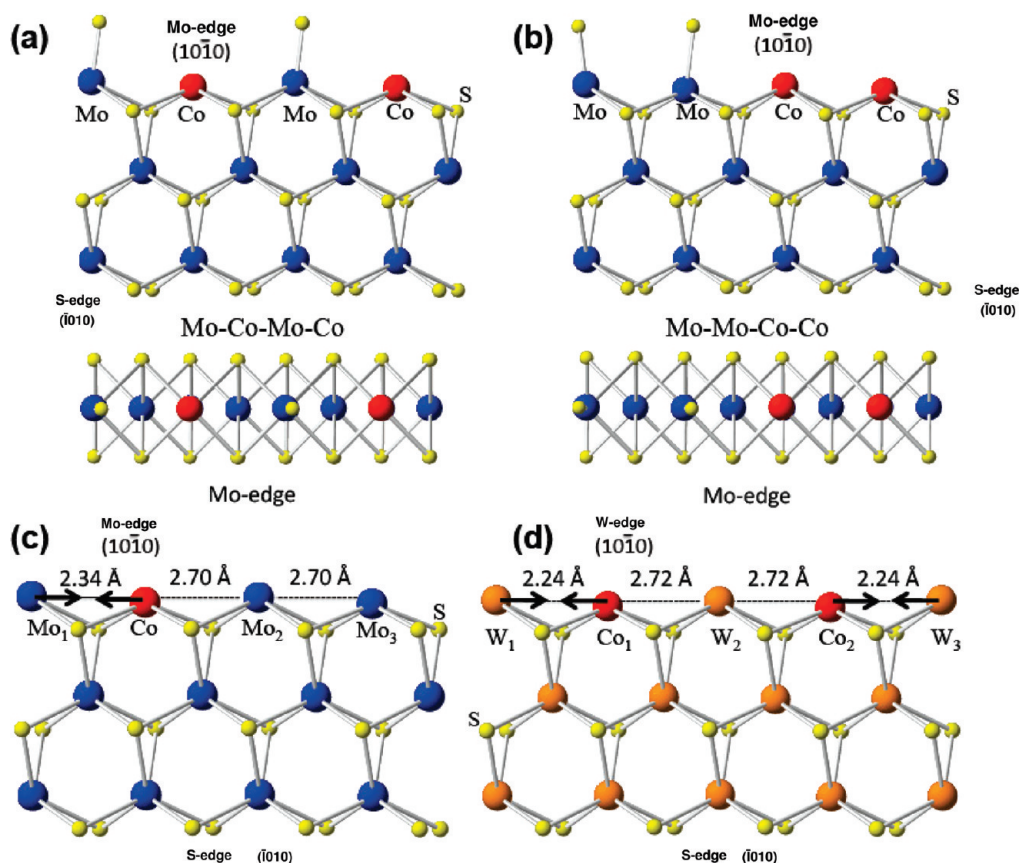 (a)
Mo-edge
(101̄0)
Mo Co Mo Co S
S-edge
(1̄010)
Mo-Co-Mo-Co
Mo-edge
(b)
Mo-edge
(101̄0)
Mo Mo Co Co S
S-edge
(1̄010)
Mo-Mo-Co-Co
Mo-edge
(c)
Mo-edge
(101̄0)
2.34 Å 2.70 Å 2.70 Å
Mo₁ Co Mo₂ Mo₃ S
S-edge (1̄010)
(d)
W-edge
(101̄0)
2.24 Å 2.72 Å 2.72 Å 2.24 Å
W₁ Co₁ W₂ Co₂ W₃
S
S-edge (1̄010)